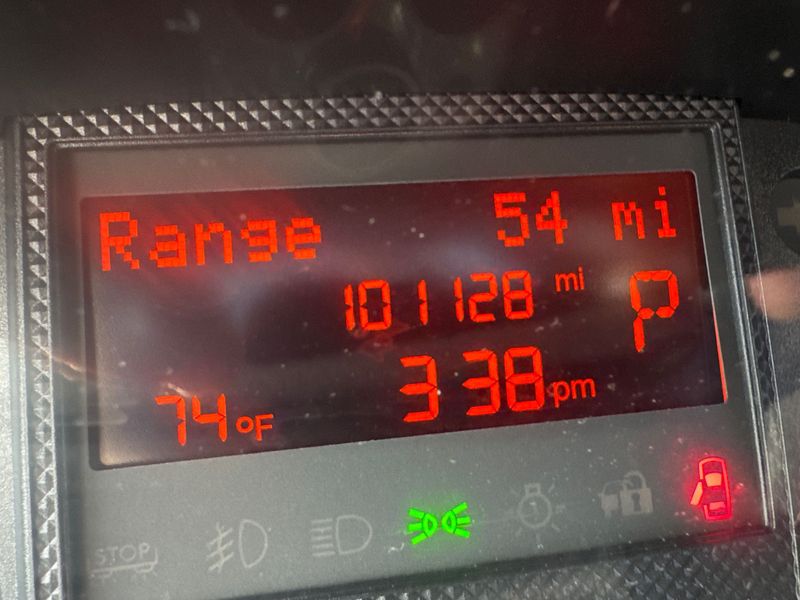 Range 54 mi
101128 mi P
74°F 3 38 pm
STOP